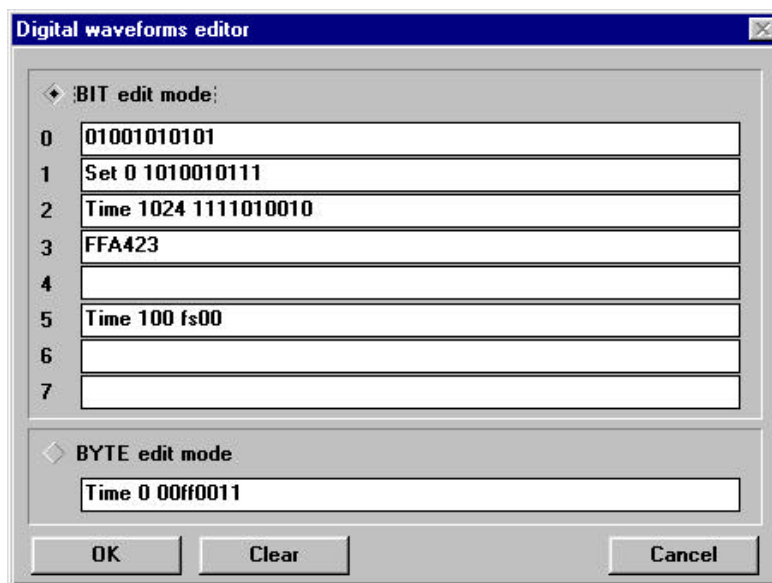 Digital waveforms editor
BIT edit mode
0 01001010101
1 Set 0 1010010111
2 Time 1024 1111010010
3 FFA423
4
5 Time 100 fs00
6
7
BYTE edit mode
Time 0 00ff0011
OK Clear Cancel